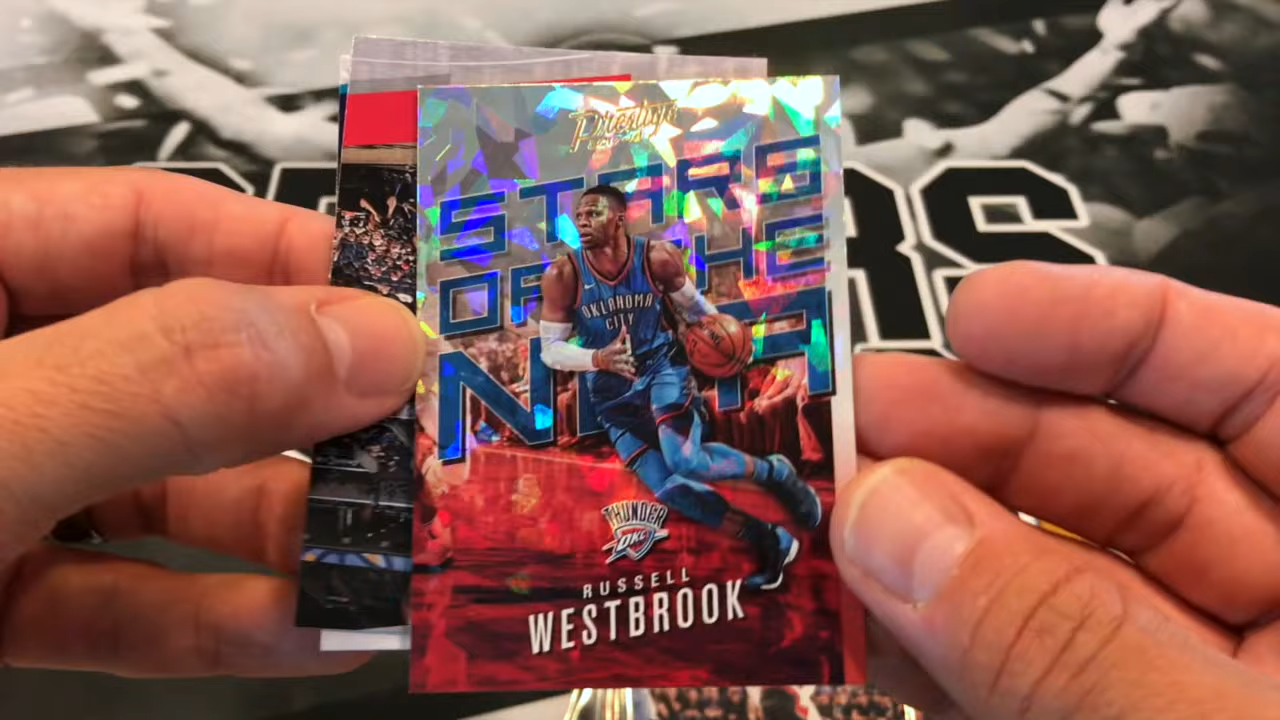 Prestige
STARS
OF THE
NBA
OKLAHOMA
CITY
THUNDER
OKC
RUSSELL
WESTBROOK